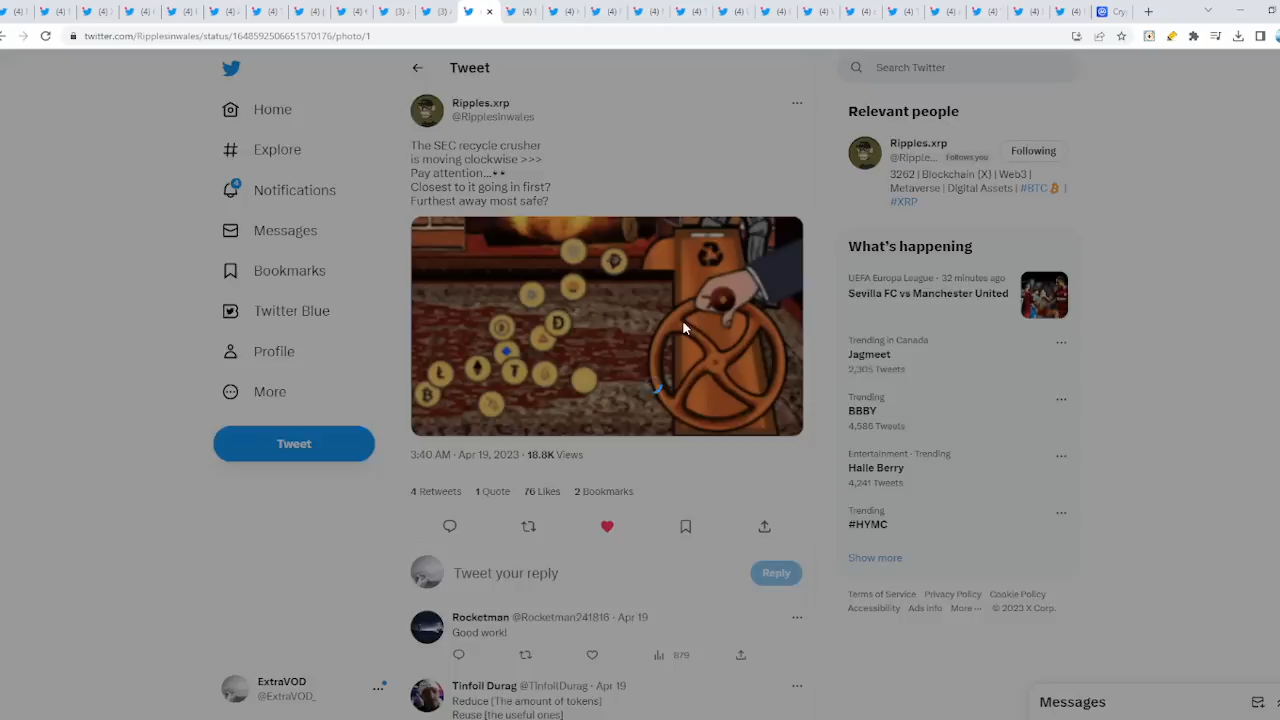 twitter.com/Ripplesinwales/status/1648592506651570176/photo/1
Tweet
Search Twitter
Home
Explore
Notifications
Messages
Bookmarks
Twitter Blue
Profile
More
Tweet
ExtraVOD
@ExtraVOD_
Ripples.xrp
@Ripplesinwales
The SEC recycle crusher
is moving clockwise >>>
Pay attention...👀
Closest to it going in first?
Furthest away most safe?
3:40 AM · Apr 19, 2023 · 18.8K Views
4 Retweets 1 Quote 76 Likes 2 Bookmarks
Tweet your reply
Reply
Rocketman @Rocketman241816 · Apr 19
Good work!
879
Tinfoil Durag @TinfoilDurag · Apr 19
Reduce [The amount of tokens]
Reuse [the useful ones]
Relevant people
Ripples.xrp
@Ripple... Follows you
Following
3262 | Blockchain (X) | Web3 |
Metaverse | Digital Assets | #BTC |
#XRP
What's happening
UEFA Europa League · 32 minutes ago
Sevilla FC vs Manchester United
Trending in Canada
Jagmeet
2,305 Tweets
Trending
BBBY
4,586 Tweets
Entertainment · Trending
Halle Berry
4,241 Tweets
Trending
#HYMC
Show more
Terms of Service Privacy Policy Cookie Policy
Accessibility Ads info More ··· © 2023 X Corp.
Messages